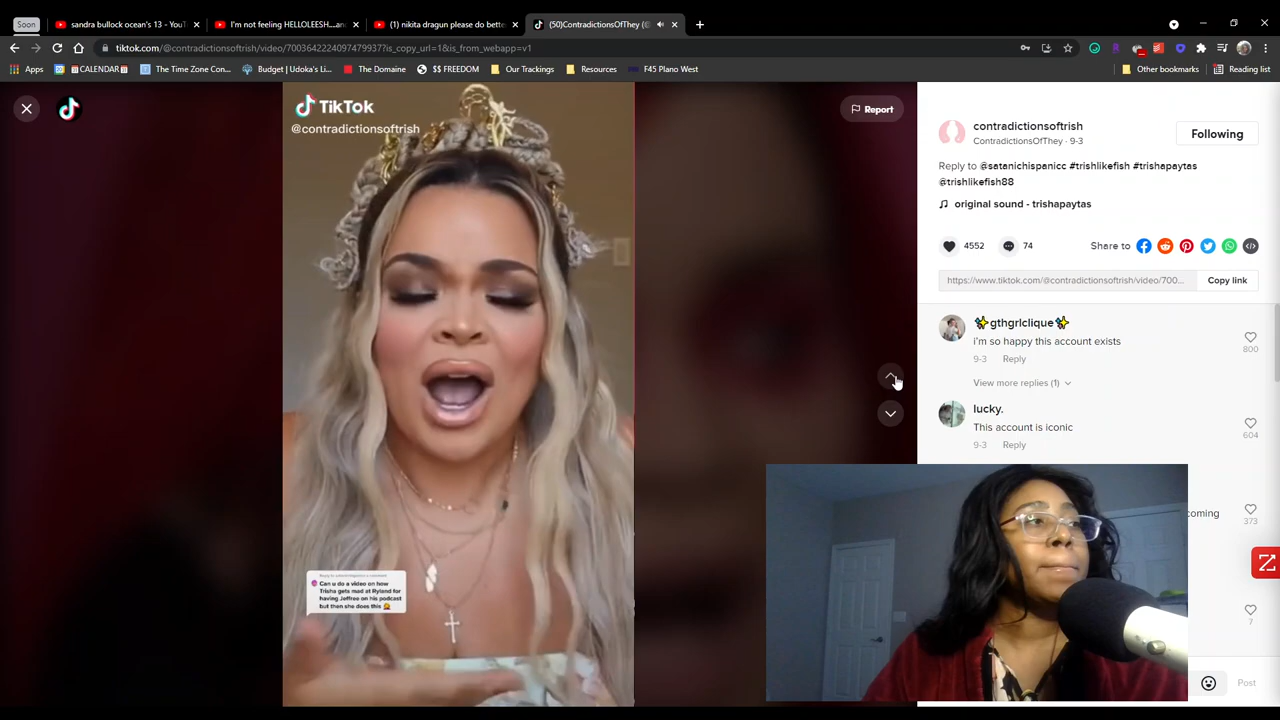 Soon
sandra bullock ocean's 13 - YouT
I'm not feeling HELLOLEESH....and
(1) nikita dragun please do bette
(50)ContradictionsOfThey (@
tiktok.com/@contradictionsoftrish/video/7003642224097479937?is_copy_url=1&is_from_webapp=v1
Apps
CALENDAR
The Time Zone Con...
Budget | Udoka's Li...
The Domaine
$$ FREEDOM
Our Trackings
Resources
F45 Plano West
Other bookmarks
Reading list
TikTok
@contradictionsoftrish
Report
Can u do a video on how
Trisha gets mad at Ryland for
having Jeffree on his podcast
but then she does this
contradictionsoftrish
ContradictionsOfThey · 9-3
Following
Reply to @satanichispanicc #trishlikefish #trishapaytas
@trishlikefish88
original sound - trishapaytas
4552
74
Share to
https://www.tiktok.com/@contradictionsoftrish/video/700...
Copy link
✨gthgrlclique✨
i'm so happy this account exists
9-3 Reply
800
View more replies (1)
lucky.
This account is iconic
9-3 Reply
604
coming
373
7
Post